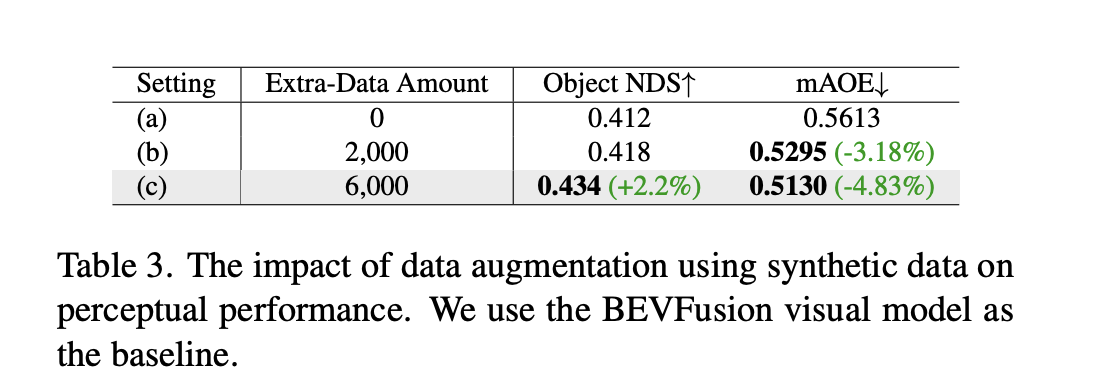 Setting Extra-Data Amount Object NDS↑ mAOE↓
(a) 0 0.412 0.5613
(b) 2,000 0.418 0.5295 (-3.18%)
(c) 6,000 0.434 (+2.2%) 0.5130 (-4.83%)
Table 3. The impact of data augmentation using synthetic data on
perceptual performance. We use the BEVFusion visual model as
the baseline.